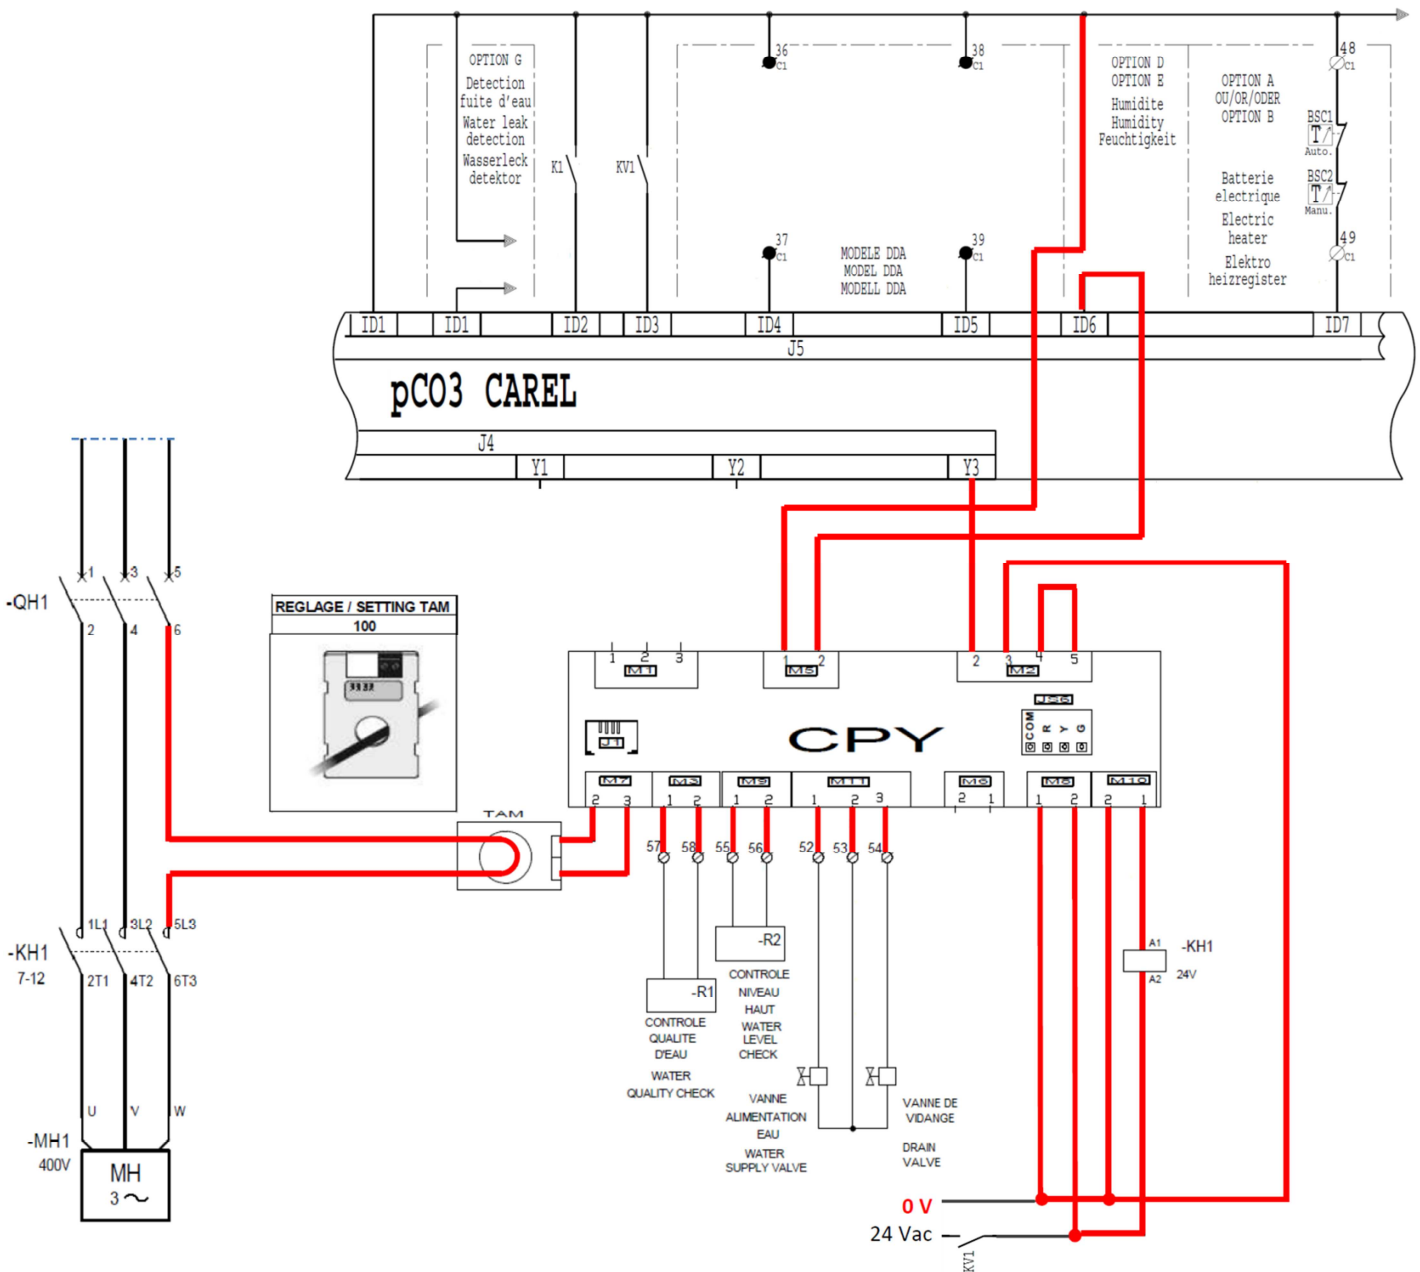 36
C1
38
C1
48
C1
OPTION G
Detection
fuite d'eau
Water leak
detection
Wasserleck
detektor
K1
KV1
OPTION D
OPTION E
Humidite
Humidity
Feuchtigkeit
OPTION A
OU/OR/ODER
OPTION B
Batterie
electrique
Electric
heater
Elektro
heizregister
BSC1
T
Auto.
BSC2
T
Manu.
37
C1
39
C1
49
C1
MODELE DDA
MODEL DDA
MODELL DDA
ID1
ID1
ID2
ID3
ID4
ID5
ID6
ID7
J5
pCO3 CAREL
J4
Y1
Y2
Y3
1
3
5
-QH1
2
4
6
REGLAGE / SETTING TAM
100
TAM
1
2
3
M1
1
2
M5
2
3
4
5
M2
JS6
COM
R
Y
G
CPY
J1
M7
M3
M9
M11
M6
M8
M10
2
3
1
2
1
2
1
2
3
2
1
1
2
2
1
57
58
55
56
52
53
54
1L1
3L2
5L3
-KH1
7-12
2T1
4T2
6T3
-R2
CONTROLE
NIVEAU
HAUT
WATER
LEVEL
CHECK
-R1
CONTROLE
QUALITE
D'EAU
WATER
QUALITY CHECK
A1
-KH1
A2
24V
VANNE
ALIMENTATION
EAU
WATER
SUPPLY VALVE
VANNE DE
VIDANGE
DRAIN
VALVE
U
V
W
-MH1
400V
MH
3
0 V
24 Vac
KV1